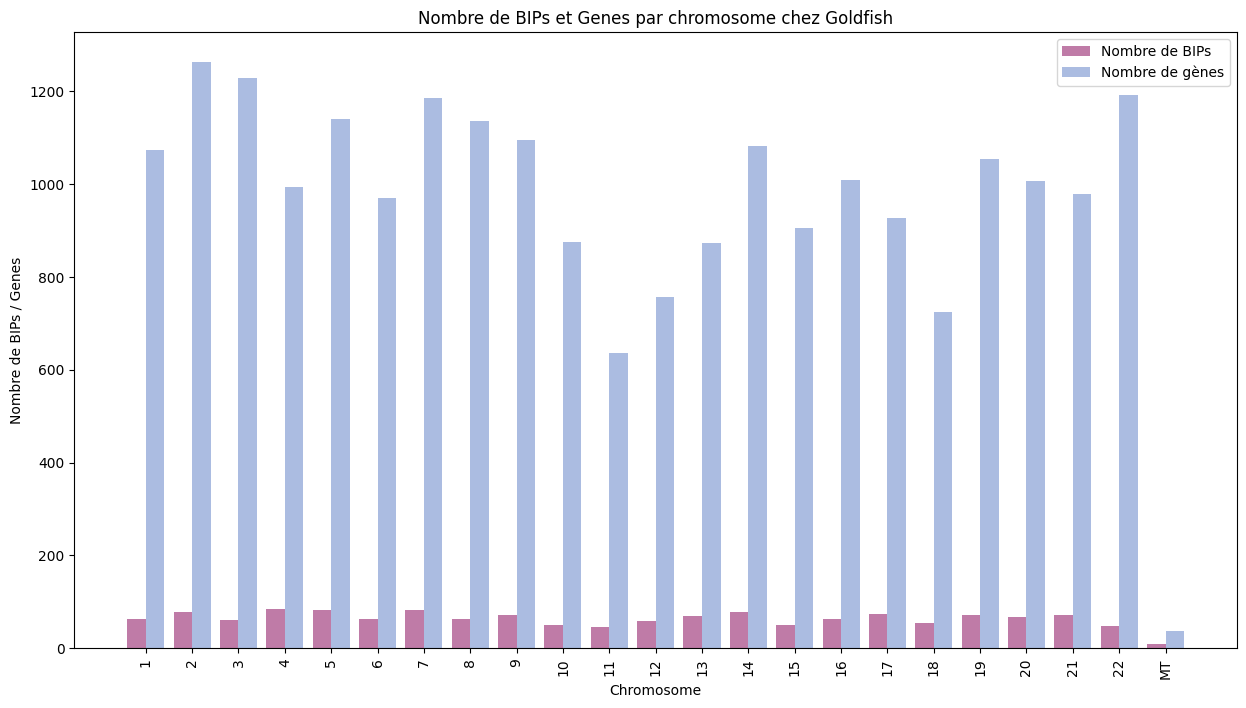 Nombre de BIPs et Genes par chromosome chez Goldfish
Nombre de BIPs
Nombre de gènes
Nombre de BIPs / Genes
1200
1000
800
600
400
200
0
1 2 3 4 5 6 7 8 9 10 11 12 13 14 15 16 17 18 19 20 21 22 MT
Chromosome